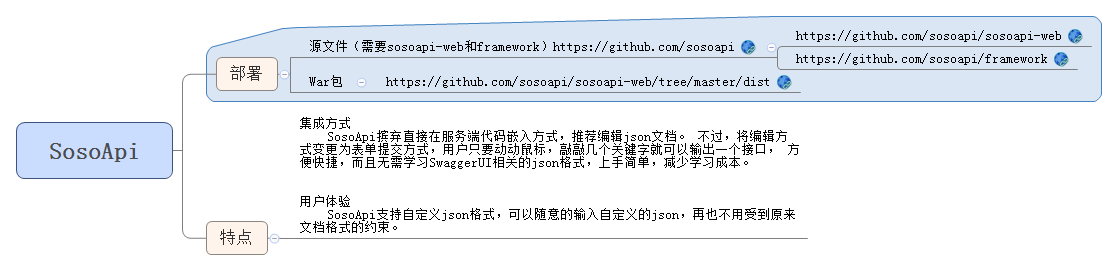 SosoApi
部署
源文件（需要sosoapi-web和framework）https://github.com/sosoapi
https://github.com/sosoapi/sosoapi-web
https://github.com/sosoapi/framework
War包
https://github.com/sosoapi/sosoapi-web/tree/master/dist
特点
集成方式
SosoApi摈弃直接在服务端代码嵌入方式，推荐编辑json文档。 不过，将编辑方
式变更为表单提交方式，用户只要动动鼠标，敲敲几个关键字就可以输出一个接口， 方
便快捷，而且无需学习SwaggerUI相关的json格式，上手简单，减少学习成本。
用户体验
SosoApi支持自定义json格式，可以随意的输入自定义的json，再也不用受到原来
文档格式的约束。